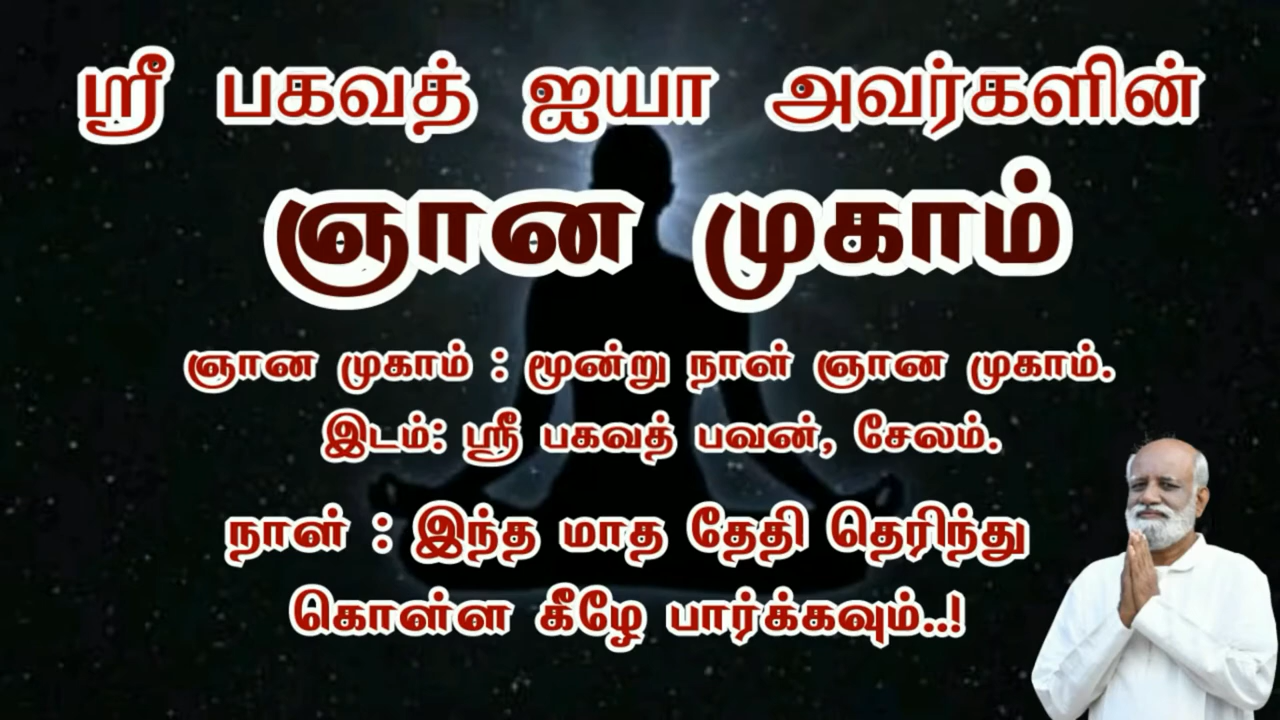 ஸ்ரீ பகவத் ஐயா அவர்களின்
ஞான முகாம்
ஞான முகாம் : மூன்று நாள் ஞான முகாம்.
இடம்: ஸ்ரீ பகவத் பவன், சேலம்.
நாள் : இந்த மாத தேதி தெரிந்து
கொள்ள கீழே பார்க்கவும்..!